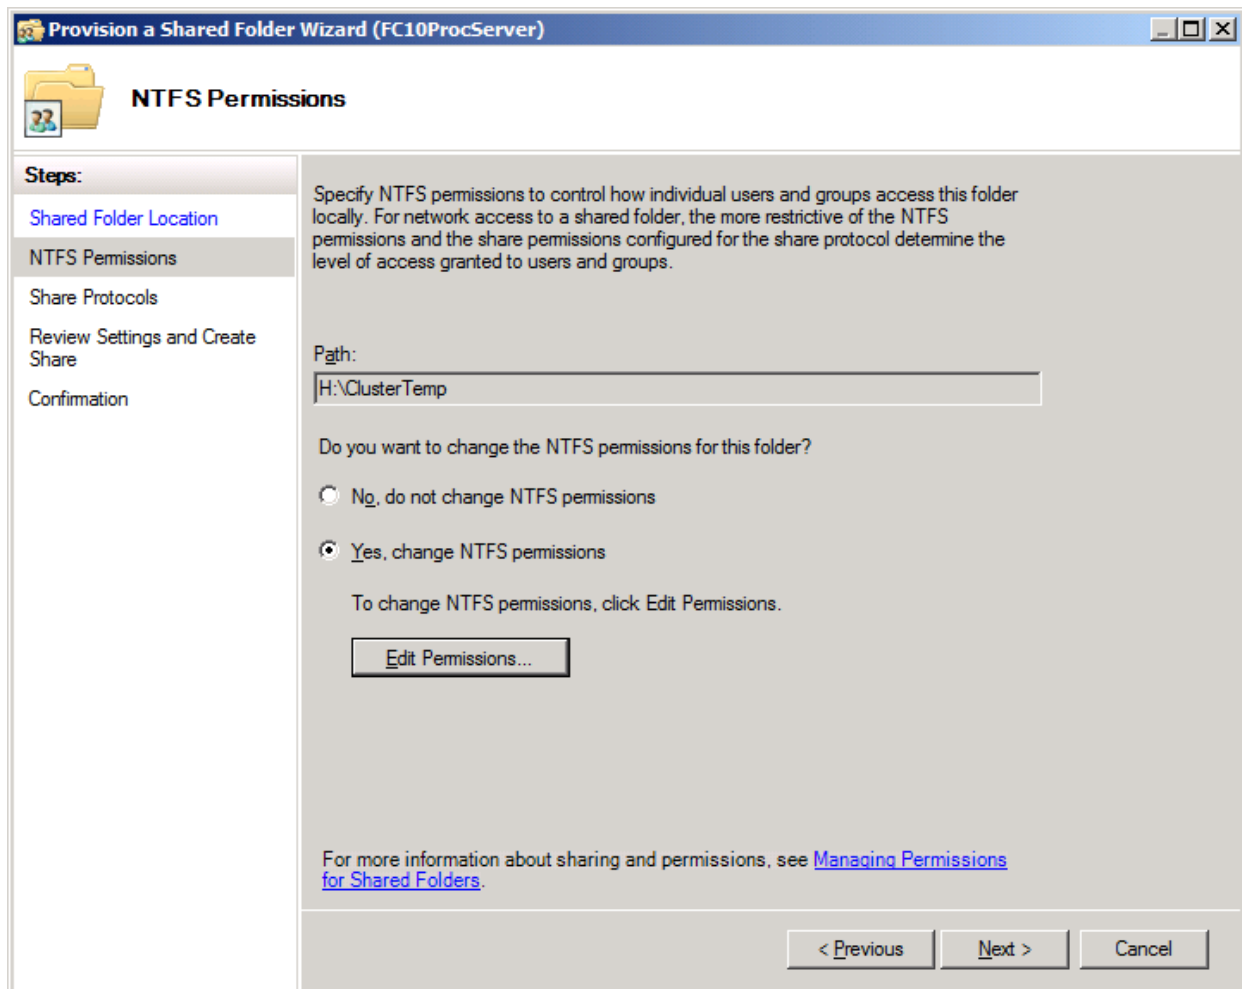 Provision a Shared Folder Wizard (FC10ProcServer)
NTFS Permissions
Steps:
Shared Folder Location
NTFS Permissions
Share Protocols
Review Settings and Create
Share
Confirmation
Specify NTFS permissions to control how individual users and groups access this folder
locally. For network access to a shared folder, the more restrictive of the NTFS
permissions and the share permissions configured for the share protocol determine the
level of access granted to users and groups.
Path:
H:\ClusterTemp
Do you want to change the NTFS permissions for this folder?
No, do not change NTFS permissions
Yes, change NTFS permissions
To change NTFS permissions, click Edit Permissions.
Edit Permissions...
For more information about sharing and permissions, see Managing Permissions
for Shared Folders.
< Previous
Next >
Cancel